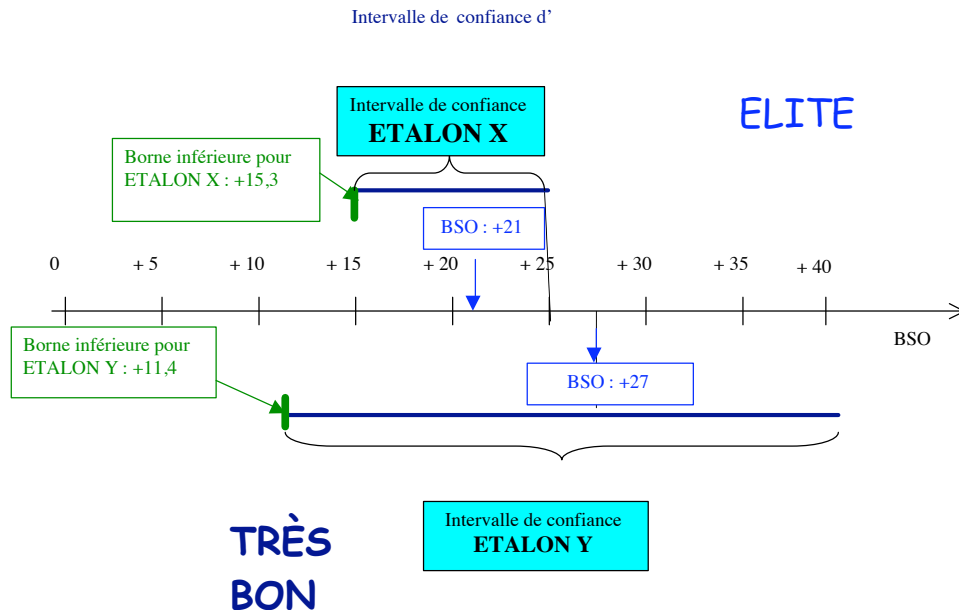 Intervalle de confiance d’
Intervalle de confiance
ETALON X
ELITE
Borne inférieure pour
ETALON X : +15,3
BSO : +21
0 + 5 + 10 + 15 + 20 + 25 + 30 + 35 + 40
BSO
Borne inférieure pour
ETALON Y : +11,4
BSO : +27
TRÈS
BON
Intervalle de confiance
ETALON Y